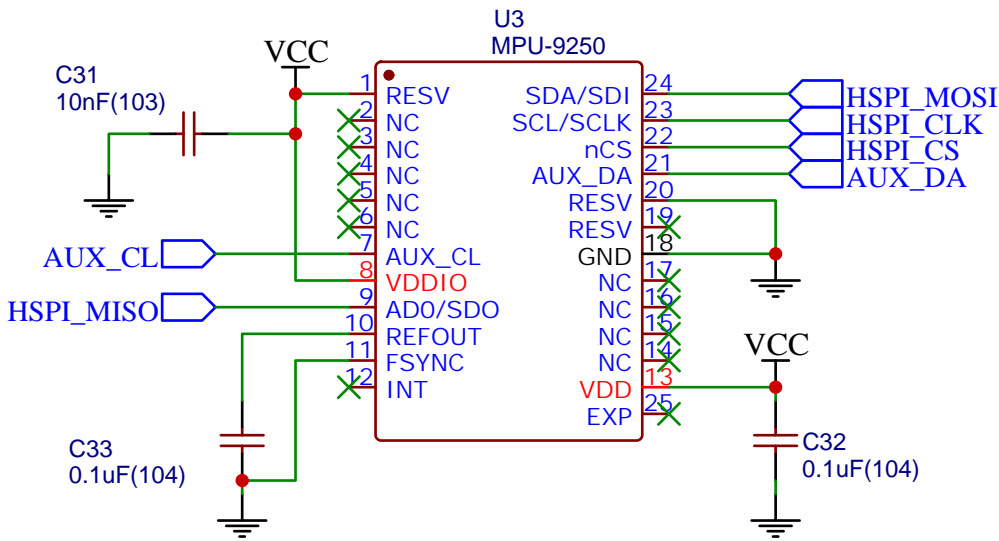 U3
MPU-9250
VCC
C31
10nF(103)
1 RESV
2 NC
3 NC
4 NC
5 NC
6 NC
AUX_CL 7 AUX_CL
8 VDDIO
HSPI_MISO 9 AD0/SDO
10 REFOUT
11 FSYNC
12 INT
SDA/SDI 24 HSPI_MOSI
SCL/SCLK 23 HSPI_CLK
nCS 22 HSPI_CS
AUX_DA 21 AUX_DA
RESV 20
RESV 19
GND 18
NC 17
NC 16
NC 15
NC 14
VDD 13
EXP 25
VCC
C33
0.1uF(104)
C32
0.1uF(104)